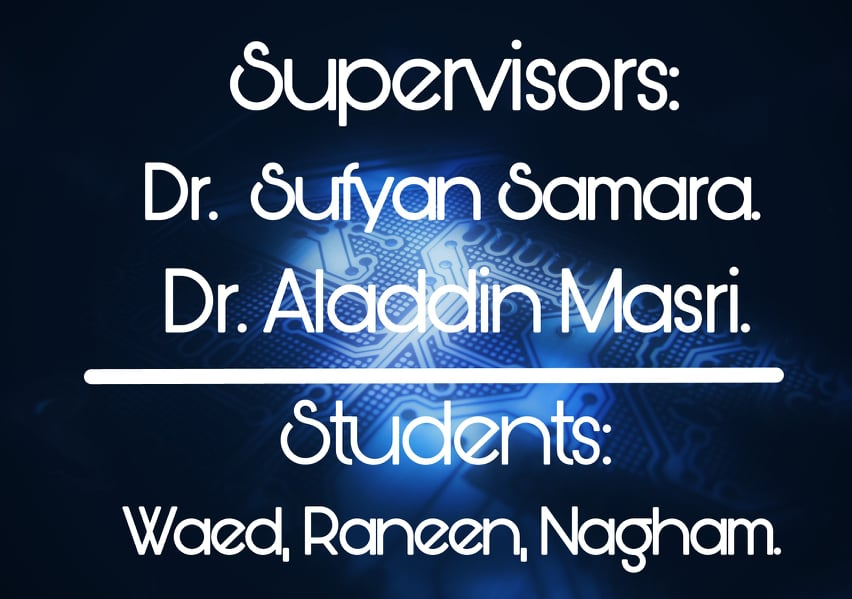 Supervisors:
Dr. Sufyan Samara.
Dr. Aladdin Masri.
Students:
Waed, Raneen, Nagham.